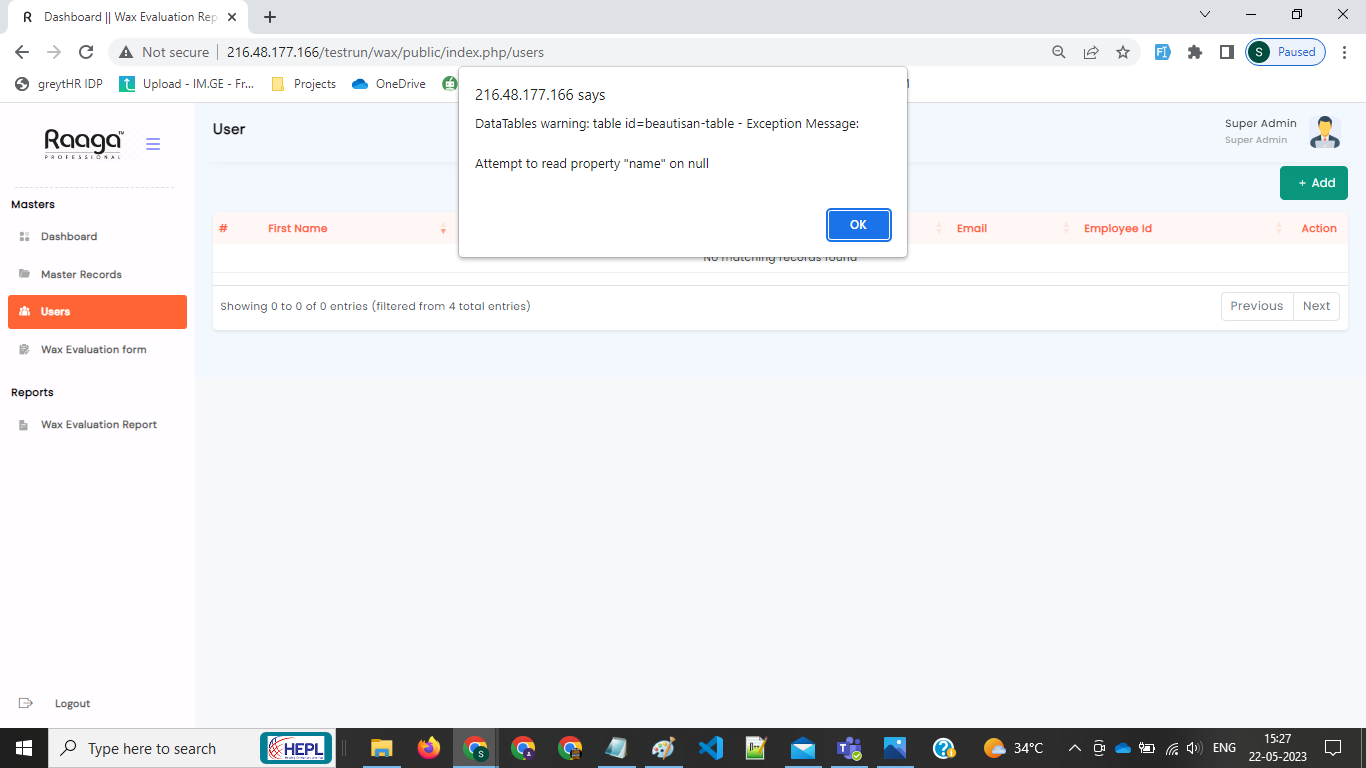 R Dashboard || Wax Evaluation Rep
Not secure 216.48.177.166/testrun/wax/public/index.php/users
S Paused
greytHR IDP
Upload - IM.GE - Fr...
Projects
OneDrive
216.48.177.166 says
DataTables warning: table id=beautisan-table - Exception Message:
Attempt to read property "name" on null
OK
Raaga™
PROFESSIONAL
User
Super Admin
Super Admin
+ Add
Masters
Dashboard
Master Records
Users
Wax Evaluation form
Reports
Wax Evaluation Report
Logout
# First Name Email Employee Id Action
No matching records found
Showing 0 to 0 of 0 entries (filtered from 4 total entries)
Previous Next
Type here to search
HEPL
34°C
ENG
15:27
22-05-2023